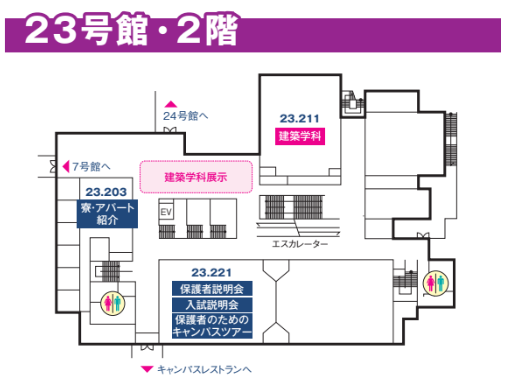 23号館・2階
24号館へ
23.211
建築学科
7号館へ
建築学科展示
23.203
寮・アパート
紹介
EV
エスカレーター
23.221
保護者説明会
入試説明会
保護者のための
キャンパスツアー
キャンパスレストランへ